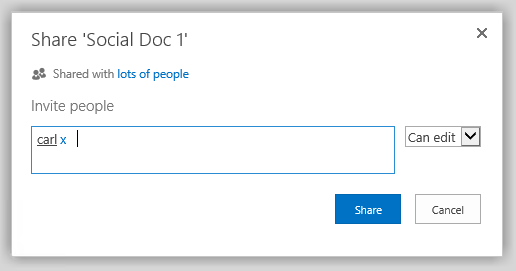 Share 'Social Doc 1'
Shared with lots of people
Invite people
carl x Can edit
Share Cancel